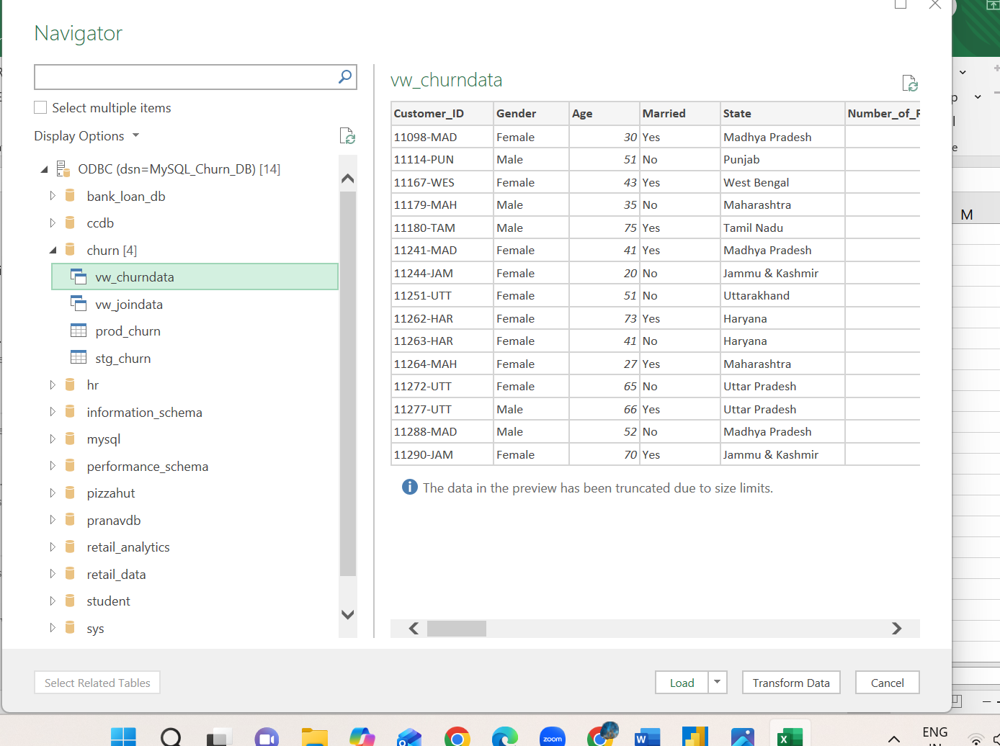 Navigator
Select multiple items
Display Options
ODBC (dsn=MySQL_Churn_DB) [14]
bank_loan_db
ccdb
churn [4]
vw_churndata
vw_joindata
prod_churn
stg_churn
hr
information_schema
mysql
performance_schema
pizzahut
pranavdb
retail_analytics
retail_data
student
sys
vw_churndata
Customer_ID Gender Age Married State
11098-MAD Female 30 Yes Madhya Pradesh
11114-PUN Male 51 No Punjab
11167-WES Female 43 Yes West Bengal
11179-MAH Male 35 No Maharashtra
11180-TAM Male 75 Yes Tamil Nadu
11241-MAD Female 41 Yes Madhya Pradesh
11244-JAM Female 20 No Jammu & Kashmir
11251-UTT Female 51 No Uttarakhand
11262-HAR Female 73 Yes Haryana
11263-HAR Female 41 No Haryana
11264-MAH Female 27 Yes Maharashtra
11272-UTT Female 65 No Uttar Pradesh
11277-UTT Male 66 Yes Uttar Pradesh
11288-MAD Male 52 No Madhya Pradesh
11290-JAM Female 70 Yes Jammu & Kashmir
The data in the preview has been truncated due to size limits.
Select Related Tables
Load
Transform Data
Cancel
M
zoom
ENG